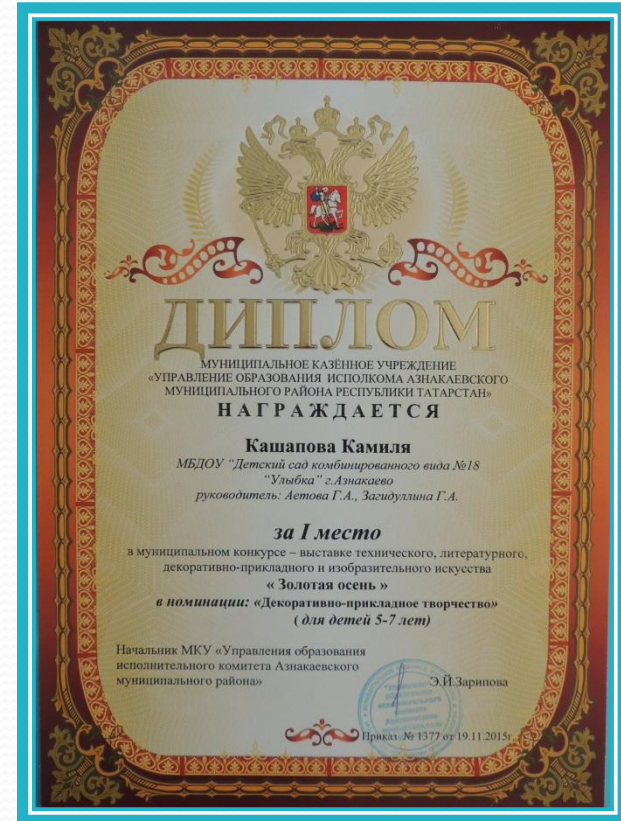 ДИПЛОМ
МУНИЦИПАЛЬНОЕ КАЗЁННОЕ УЧРЕЖДЕНИЕ
«УПРАВЛЕНИЕ ОБРАЗОВАНИЯ ИСПОЛКОМА АЗНАКАЕВСКОГО
МУНИЦИПАЛЬНОГО РАЙОНА РЕСПУБЛИКИ ТАТАРСТАН»
НАГРАЖДАЕТСЯ
Кашапова Камиля
МБДОУ "Детский сад комбинированного вида №18
"Улыбка" г.Азнакаево
руководитель: Аетова Г.А., Загидуллина Г.А.
за I место
в муниципальном конкурсе – выставке технического, литературного,
декоративно-прикладного и изобразительного искусства
« Золотая осень »
в номинации: «Декоративно-прикладное творчество»
( для детей 5-7 лет)
Начальник МКУ «Управления образования
исполнительного комитета Азнакаевского
муниципального района» Э.Й.Зарипова
Приказ № 1377 от 19.11.2015г.